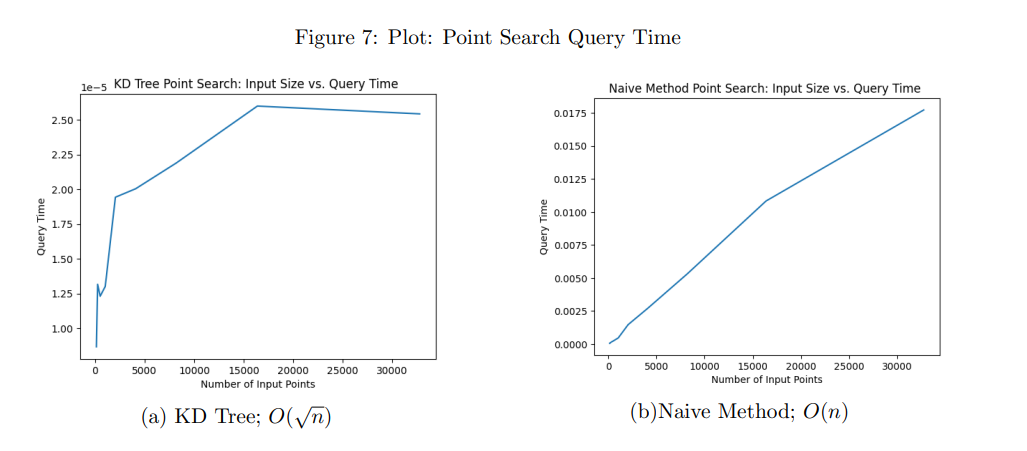 Figure 7: Plot: Point Search Query Time
KD Tree Point Search: Input Size vs. Query Time
1e−5
2.50
2.25
2.00
1.75
1.50
1.25
1.00
Query Time
0 5000 10000 15000 20000 25000 30000
Number of Input Points
(a) KD Tree; O(√n)
Naive Method Point Search: Input Size vs. Query Time
0.0175
0.0150
0.0125
0.0100
0.0075
0.0050
0.0025
0.0000
Query Time
0 5000 10000 15000 20000 25000 30000
Number of Input Points
(b)Naive Method; O(n)